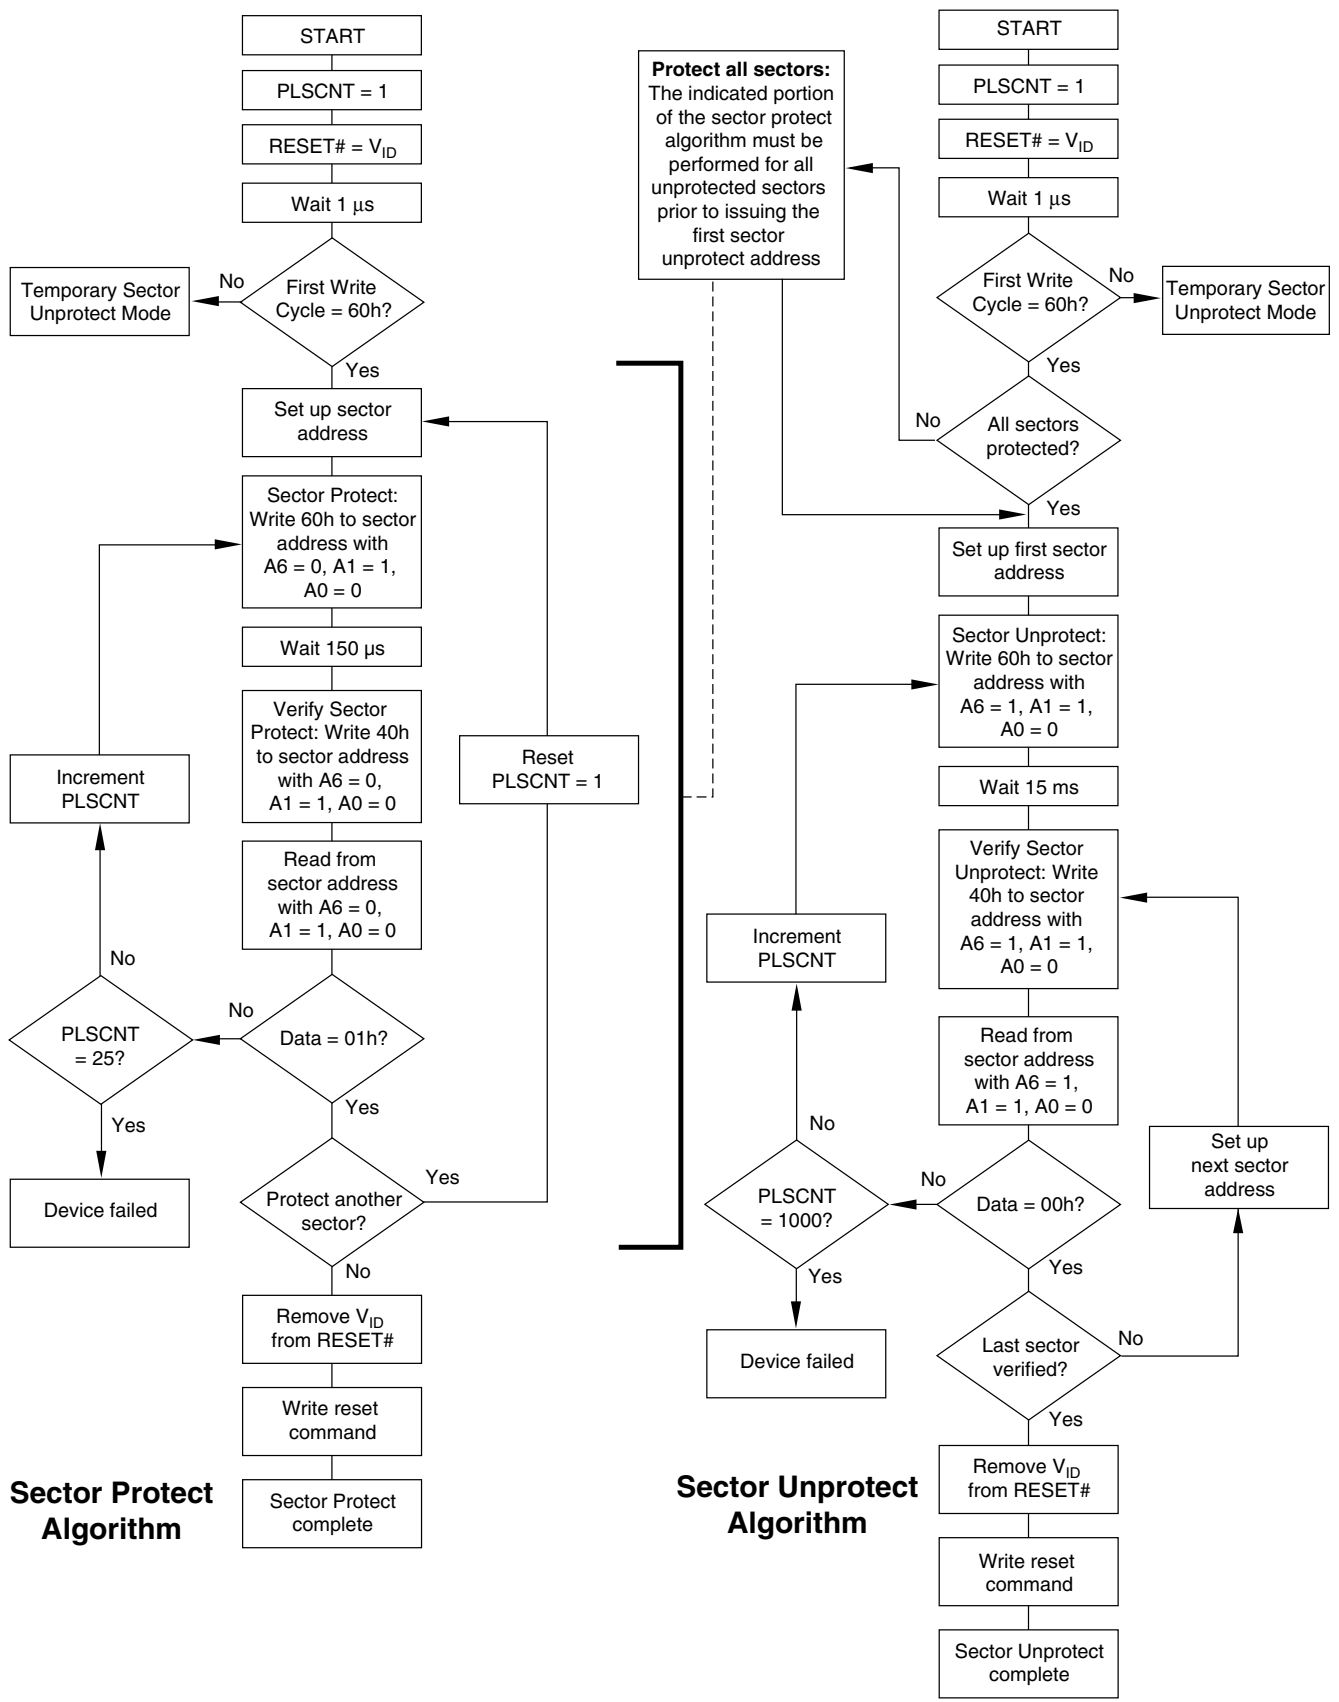 START
PLSCNT = 1
RESET# = VID
Wait 1 μs
First Write
Cycle = 60h?
No
Temporary Sector
Unprotect Mode
Yes
Set up sector
address
Sector Protect:
Write 60h to sector
address with
A6 = 0, A1 = 1,
A0 = 0
Wait 150 µs
Verify Sector
Protect: Write 40h
to sector address
with A6 = 0,
A1 = 1, A0 = 0
Reset
PLSCNT = 1
Increment
PLSCNT
Read from
sector address
with A6 = 0,
A1 = 1, A0 = 0
No
PLSCNT
= 25?
No
Data = 01h?
Yes
Yes
Device failed
Protect another
sector?
Yes
No
Remove VID
from RESET#
Write reset
command
Sector Protect
complete
Sector Protect
Algorithm
Protect all sectors:
The indicated portion
of the sector protect
algorithm must be
performed for all
unprotected sectors
prior to issuing the
first sector
unprotect address
START
PLSCNT = 1
RESET# = VID
Wait 1 μs
First Write
Cycle = 60h?
No
Temporary Sector
Unprotect Mode
Yes
No
All sectors
protected?
Yes
Set up first sector
address
Sector Unprotect:
Write 60h to sector
address with
A6 = 1, A1 = 1,
A0 = 0
Wait 15 ms
Verify Sector
Unprotect: Write
40h to sector
address with
A6 = 1, A1 = 1,
A0 = 0
Increment
PLSCNT
Read from
sector address
with A6 = 1,
A1 = 1, A0 = 0
No
Set up
next sector
address
PLSCNT
= 1000?
No
Data = 00h?
Yes
Yes
Device failed
Last sector
verified?
No
Yes
Remove VID
from RESET#
Write reset
command
Sector Unprotect
complete
Sector Unprotect
Algorithm